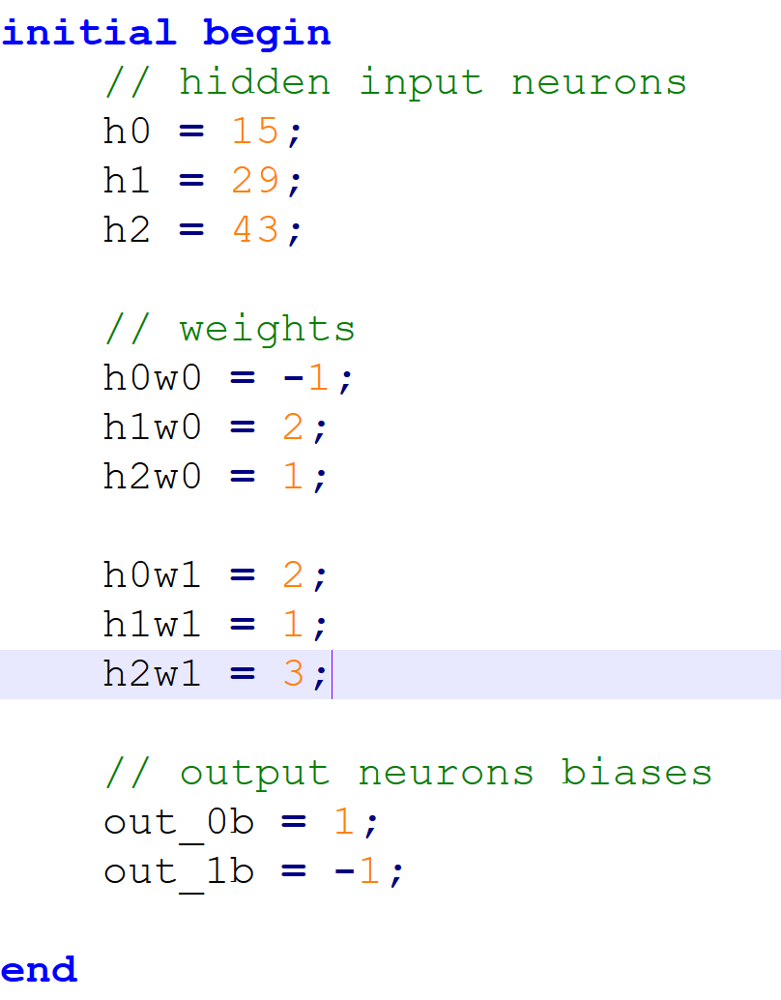 initial begin
// hidden input neurons
h0 = 15;
h1 = 29;
h2 = 43;
// weights
h0w0 = -1;
h1w0 = 2;
h2w0 = 1;
h0w1 = 2;
h1w1 = 1;
h2w1 = 3;
// output neurons biases
out_0b = 1;
out_1b = -1;
end